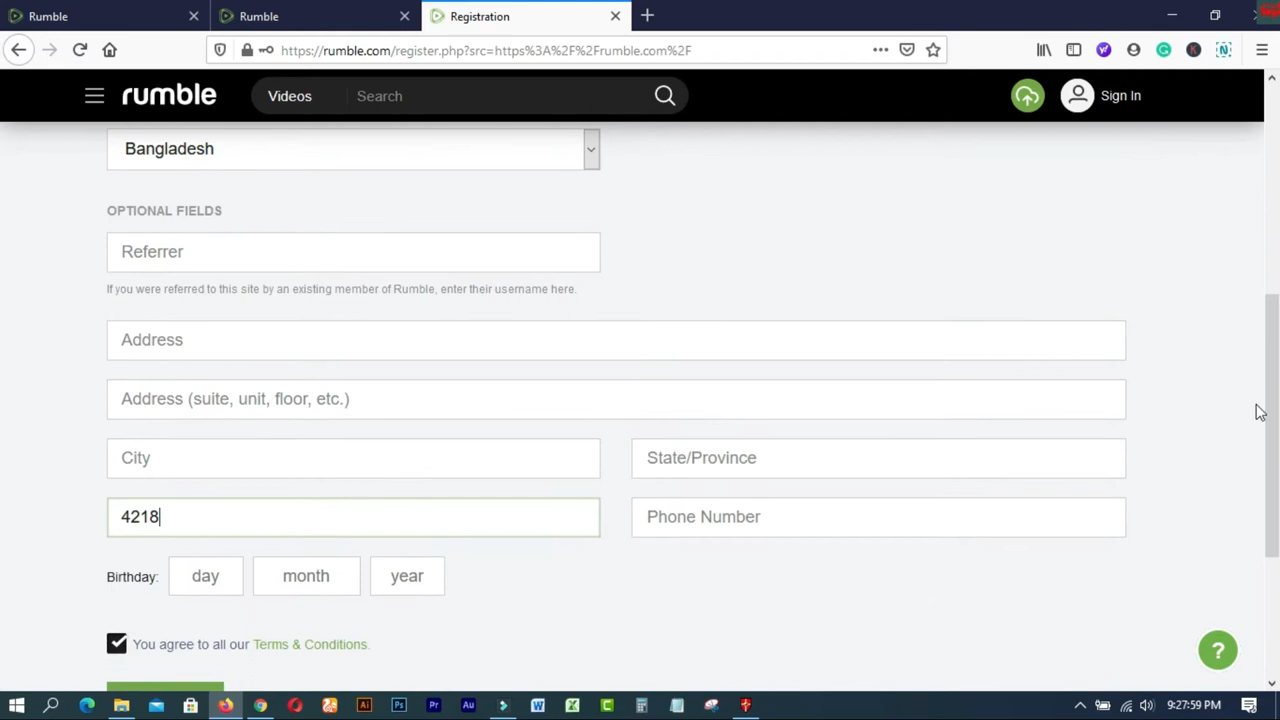 Rumble
Rumble
Registration
https://rumble.com/register.php?src=https%3A%2F%2Frumble.com%2F
rumble
Videos
Search
Sign In
Bangladesh
OPTIONAL FIELDS
Referrer
If you were referred to this site by an existing member of Rumble, enter their username here.
Address
Address (suite, unit, floor, etc.)
City
State/Province
4218
Phone Number
Birthday:
day
month
year
You agree to all our Terms & Conditions.
?
9:27:59 PM